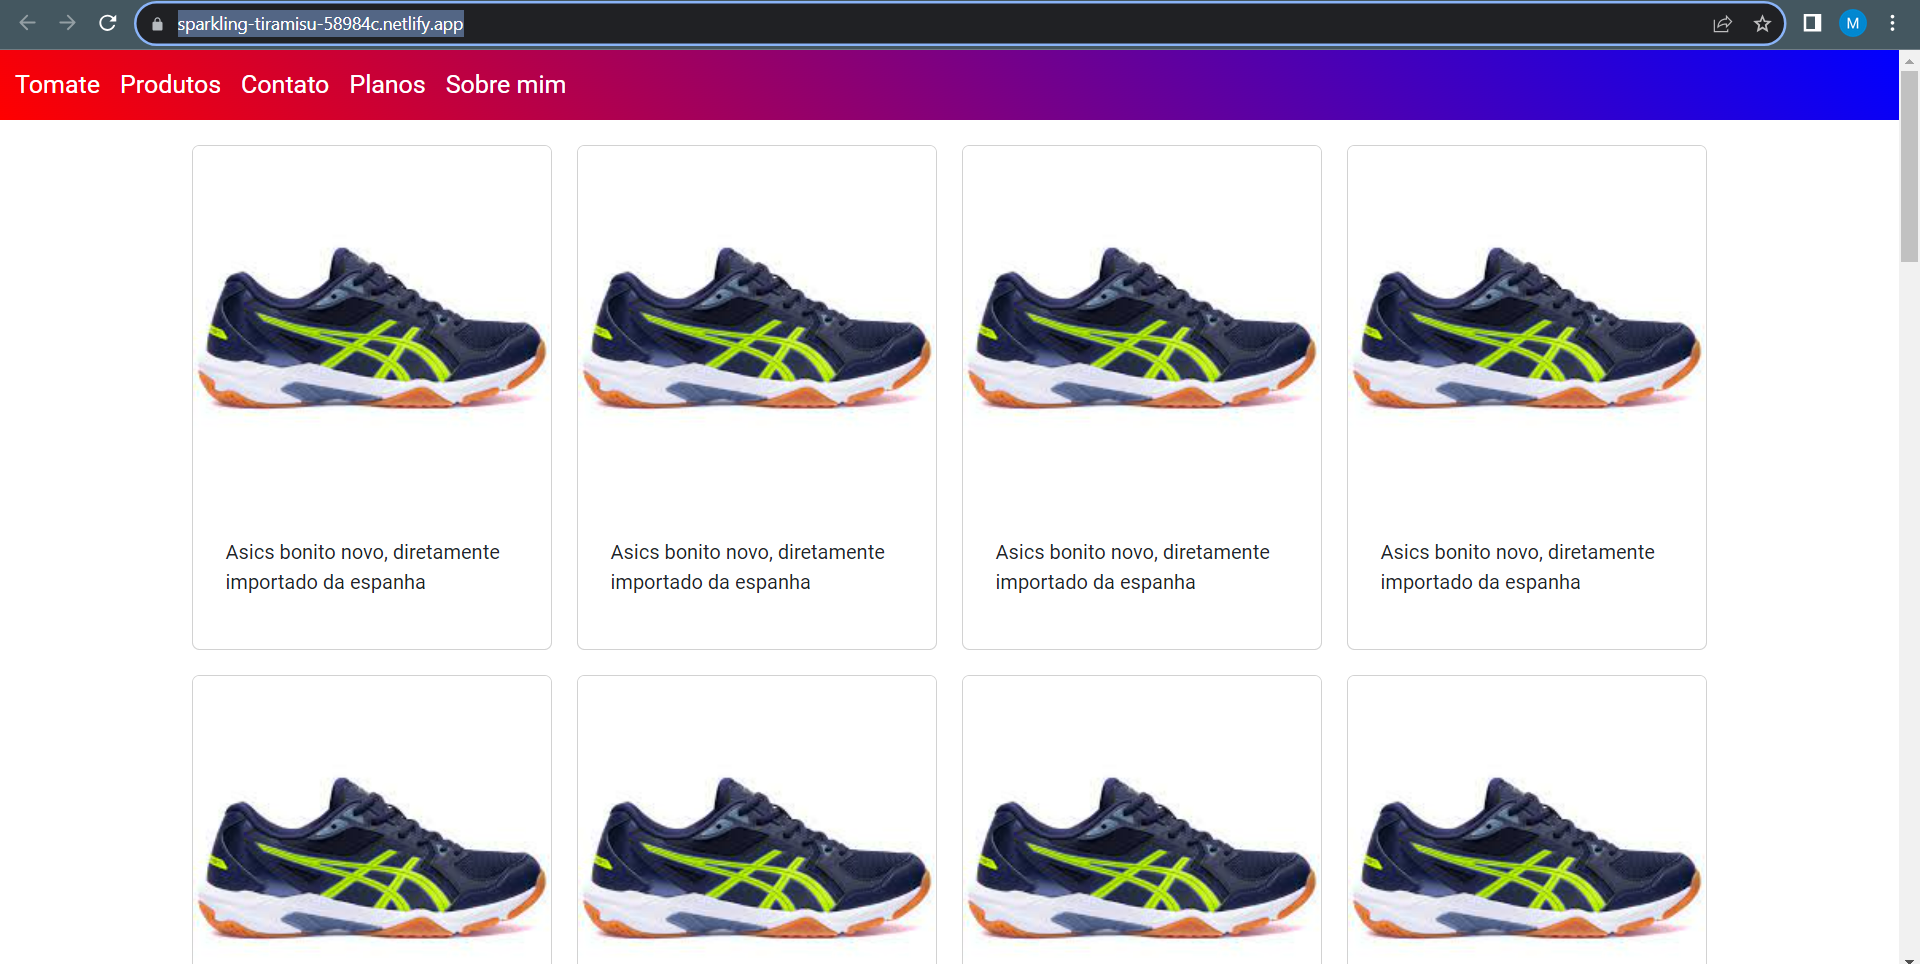 sparkling-tiramisu-58984c.netlify.app
M
Tomate Produtos Contato Planos Sobre mim
Asics bonito novo, diretamente
importado da espanha
Asics bonito novo, diretamente
importado da espanha
Asics bonito novo, diretamente
importado da espanha
Asics bonito novo, diretamente
importado da espanha